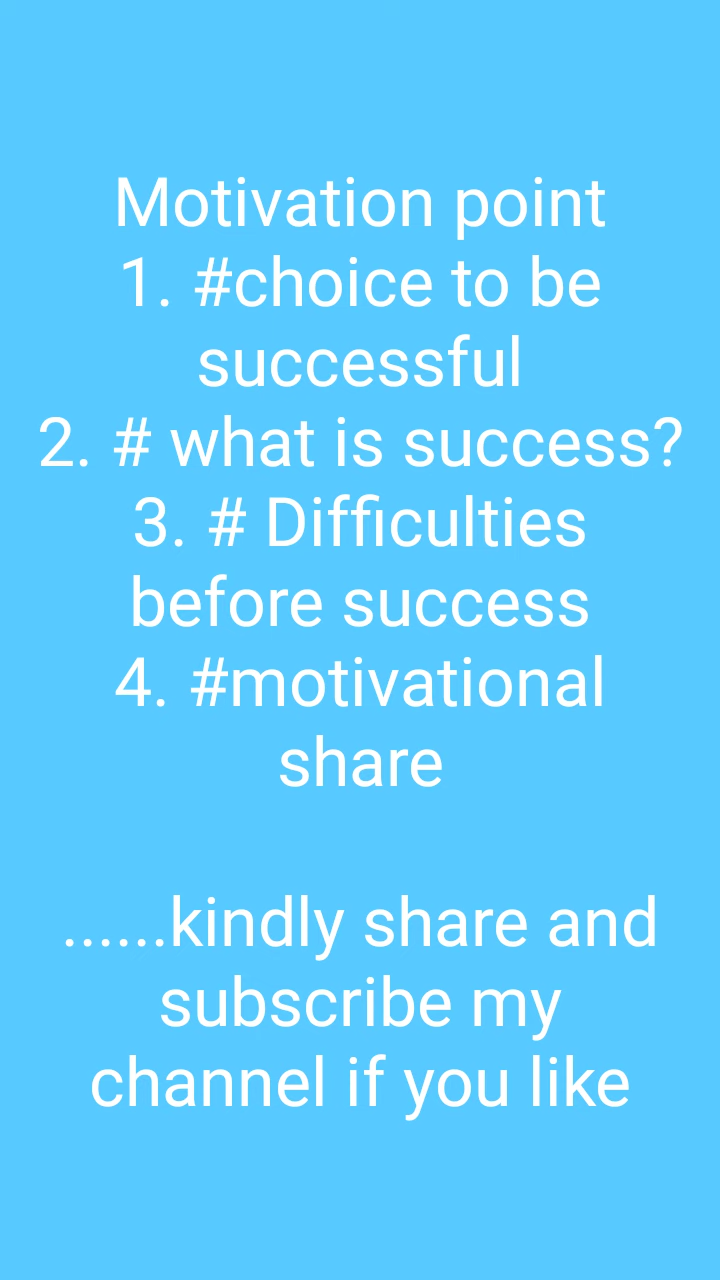 Motivation point
1. #choice to be
successful
2. # what is success?
3. # Difficulties
before success
4. #motivational
share
......kindly share and
subscribe my
channel if you like